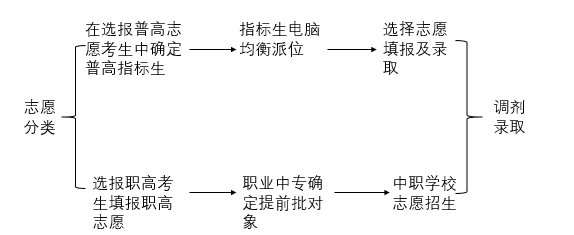 在选报普高志
愿考生中确定
普高指标生
指标生电脑
均衡派位
选择志愿
填报及录
取
志愿
分类
调剂
录取
选报职高考
生填报职高
志愿
职业中专确
定提前批对
象
中职学校
志愿招生